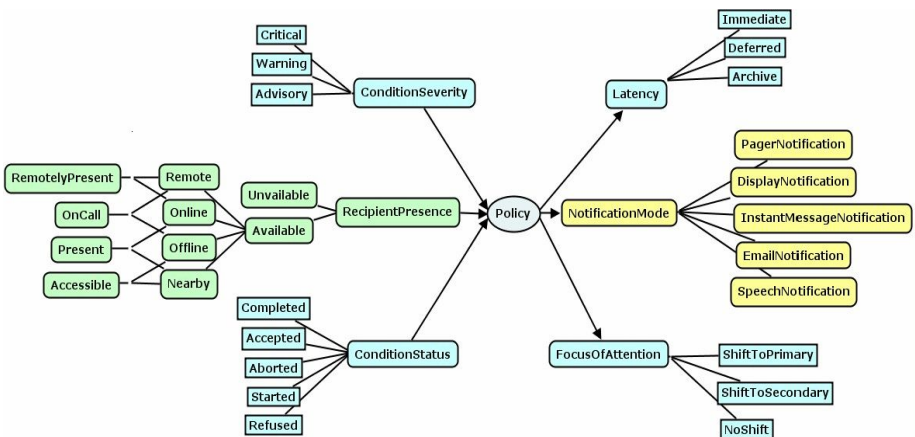 Critical
Warning
Advisory
ConditionSeverity
Immediate
Deferred
Archive
Latency
RemotelyPresent
OnCall
Present
Accessible
Remote
Online
Offline
Nearby
Unvailable
Available
RecipientPresence
Policy
NotificationMode
PagerNotification
DisplayNotification
InstantMessageNotification
EmailNotification
SpeechNotification
Completed
Accepted
Aborted
Started
Refused
ConditionStatus
FocusOfAttention
ShiftToPrimary
ShiftToSecondary
NoShift